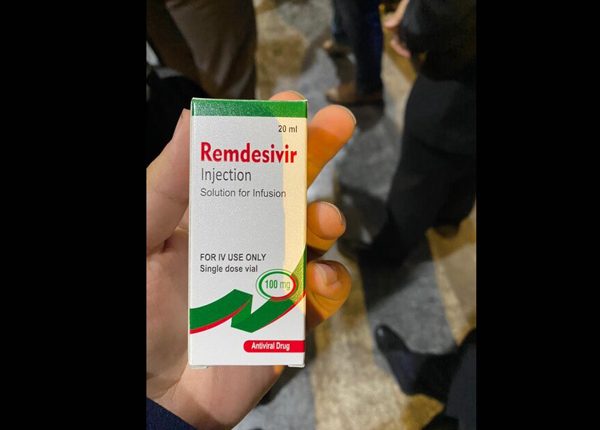 20 ml
Remdesivir
Injection
Solution for Infusion
FOR IV USE ONLY
Single dose vial
100 mg
Antiviral Drug